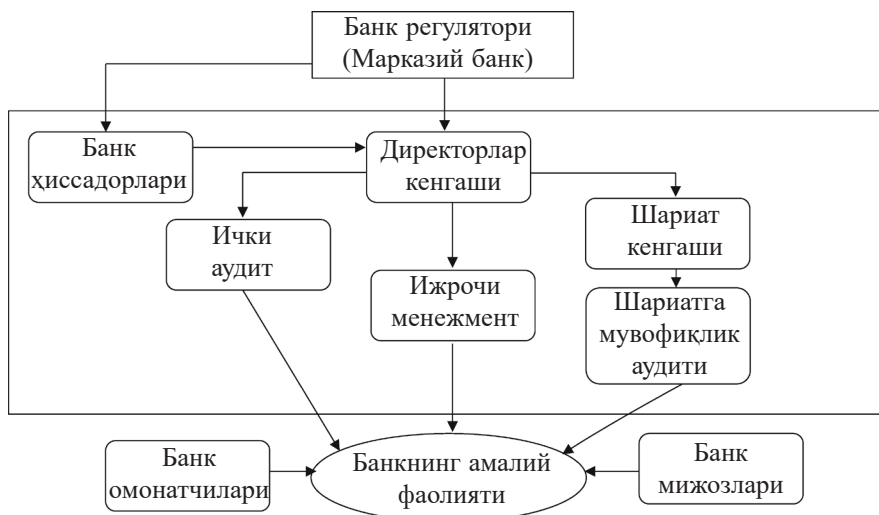 Банк регулятори
(Марказий банк)
Банк
ҳиссадорлари
Директорлар
кенгаши
Шариат
кенгаши
Ички
аудит
Ижрочи
менежмент
Шариатга
мувофиқлик
аудити
Банк
омонатчилари
Банкнинг амалий
фаолияти
Банк
мижозлари